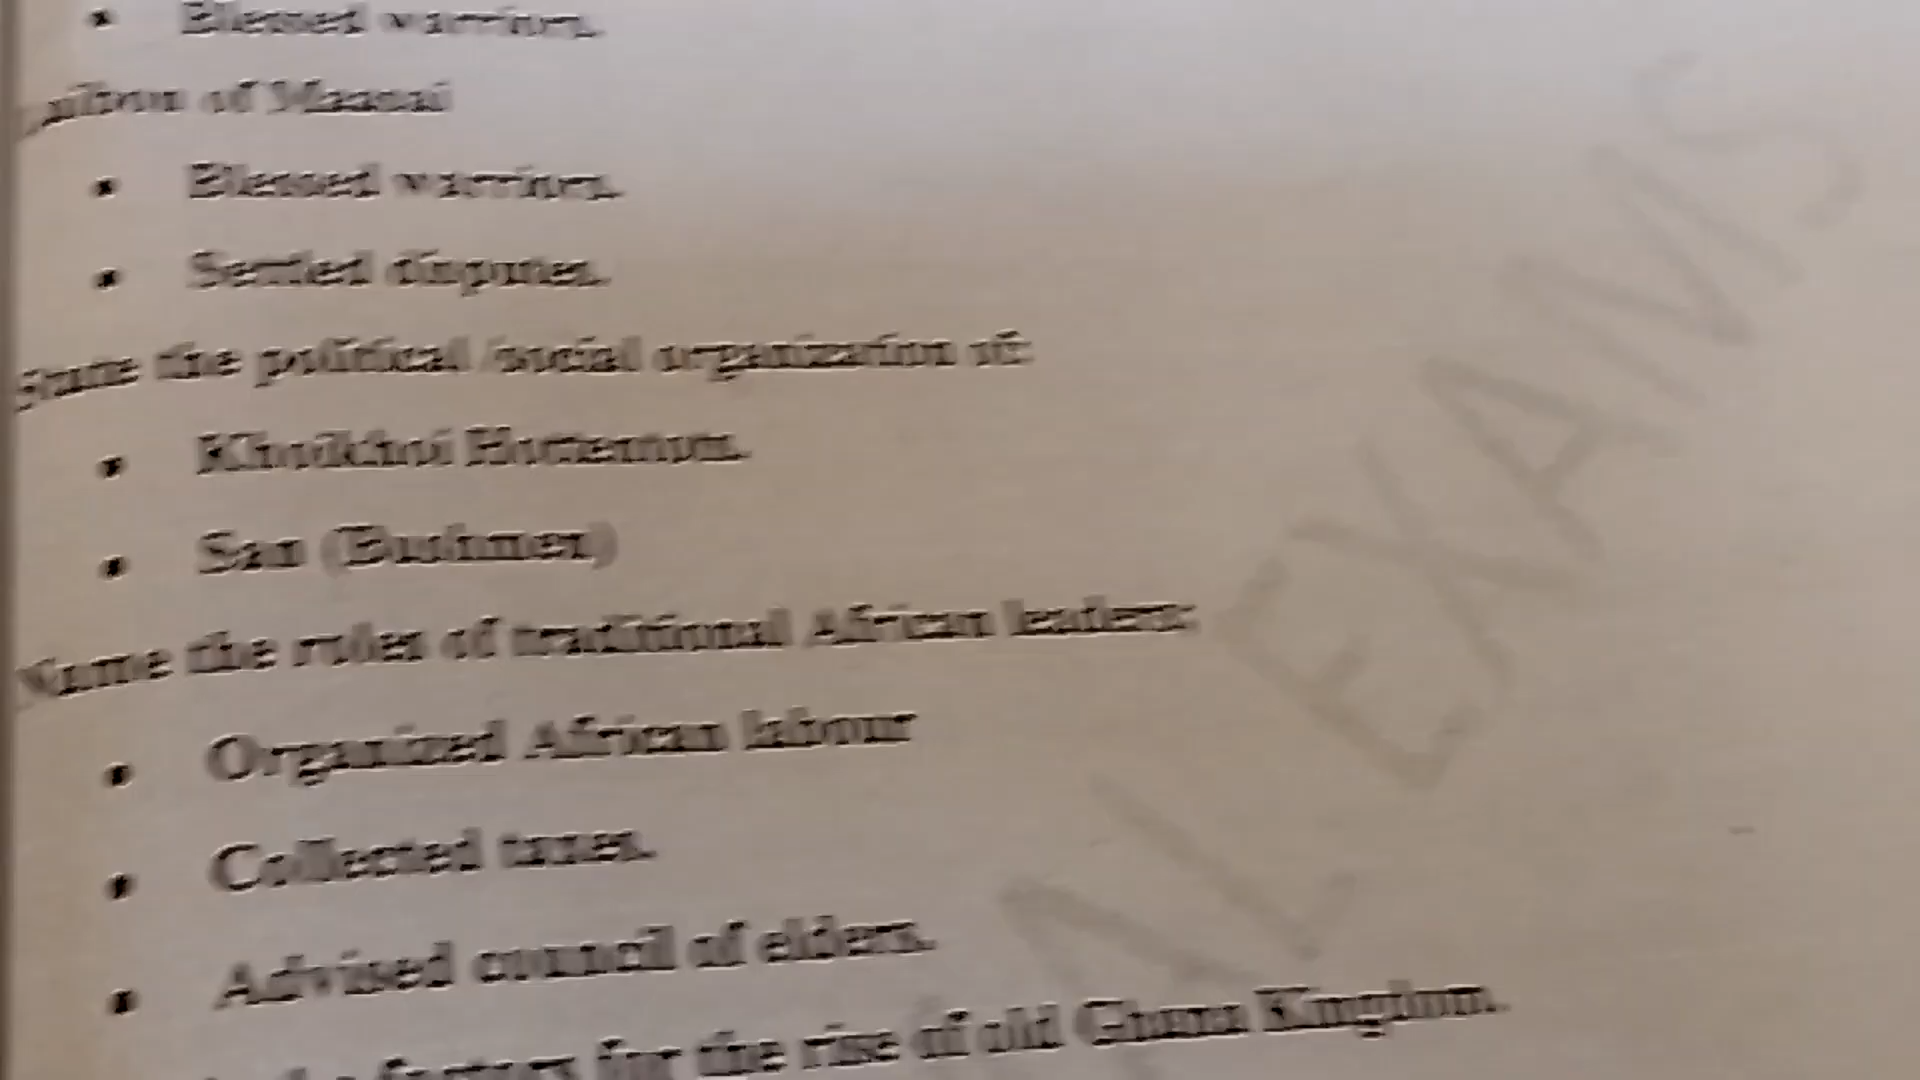 Blessed warriors.
of Maasai
Blessed warriors.
Settled disputes.
State the political /social organization of:
Khoikhoi Hottentots.
San (Bushmen)
Name the roles of traditional African leaders:
Organized African labour
Collected taxes.
Advised council of elders.
factors for the rise of old Ghana Kingdom.
EXAMS